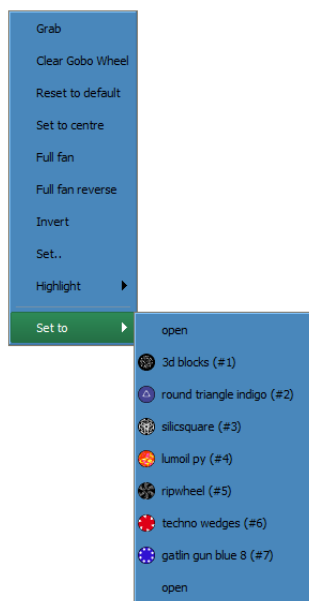 Grab
Clear Gobo Wheel
Reset to default
Set to centre
Full fan
Full fan reverse
Invert
Set..
Highlight
Set to
open
3d blocks (#1)
round triangle indigo (#2)
silicsquare (#3)
lumoil py (#4)
ripwheel (#5)
techno wedges (#6)
gatlin gun blue 8 (#7)
open